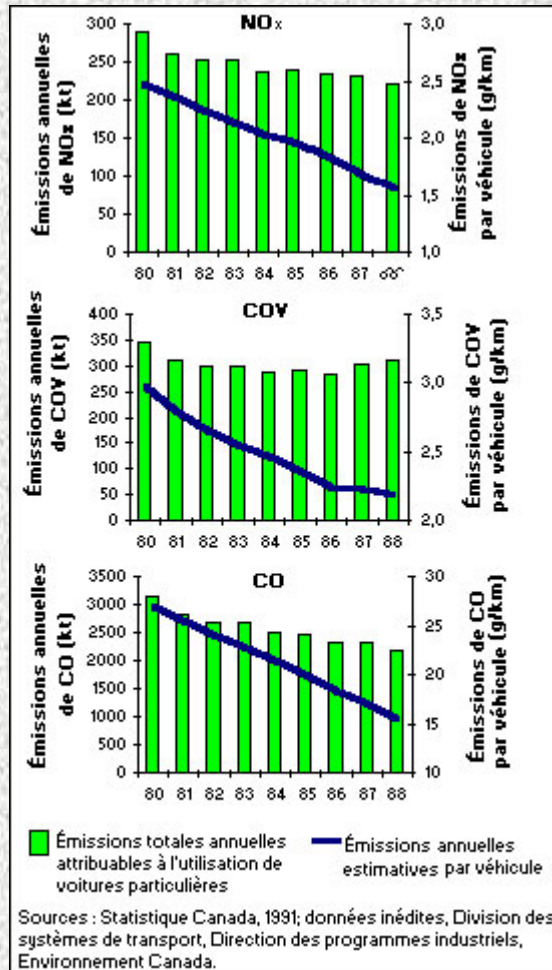 NOx
Émissions annuelles
de NOx (kt)
300
250
200
150
100
50
0
3,0
2,5
2,0
1,5
1,0
Émissions de NOx
par véhicule (g/km)
80 81 82 83 84 85 86 87
COV
Émissions annuelles
de COV (kt)
400
350
300
250
200
150
100
50
0
3,5
3,0
2,5
2,0
Émissions de COV
par véhicule (g/km)
80 81 82 83 84 85 86 87 88
CO
Émissions annuelles
de CO (kt)
3500
3000
2500
2000
1500
1000
500
0
30
25
20
15
10
Émissions de CO
par véhicule (g/km)
80 81 82 83 84 85 86 87 88
Émissions totales annuelles
attribuables à l'utilisation de
voitures particulières
Émissions annuelles
estimatives par véhicule
Sources : Statistique Canada, 1991; données inédites, Division des
systèmes de transport, Direction des programmes industriels,
Environnement Canada.